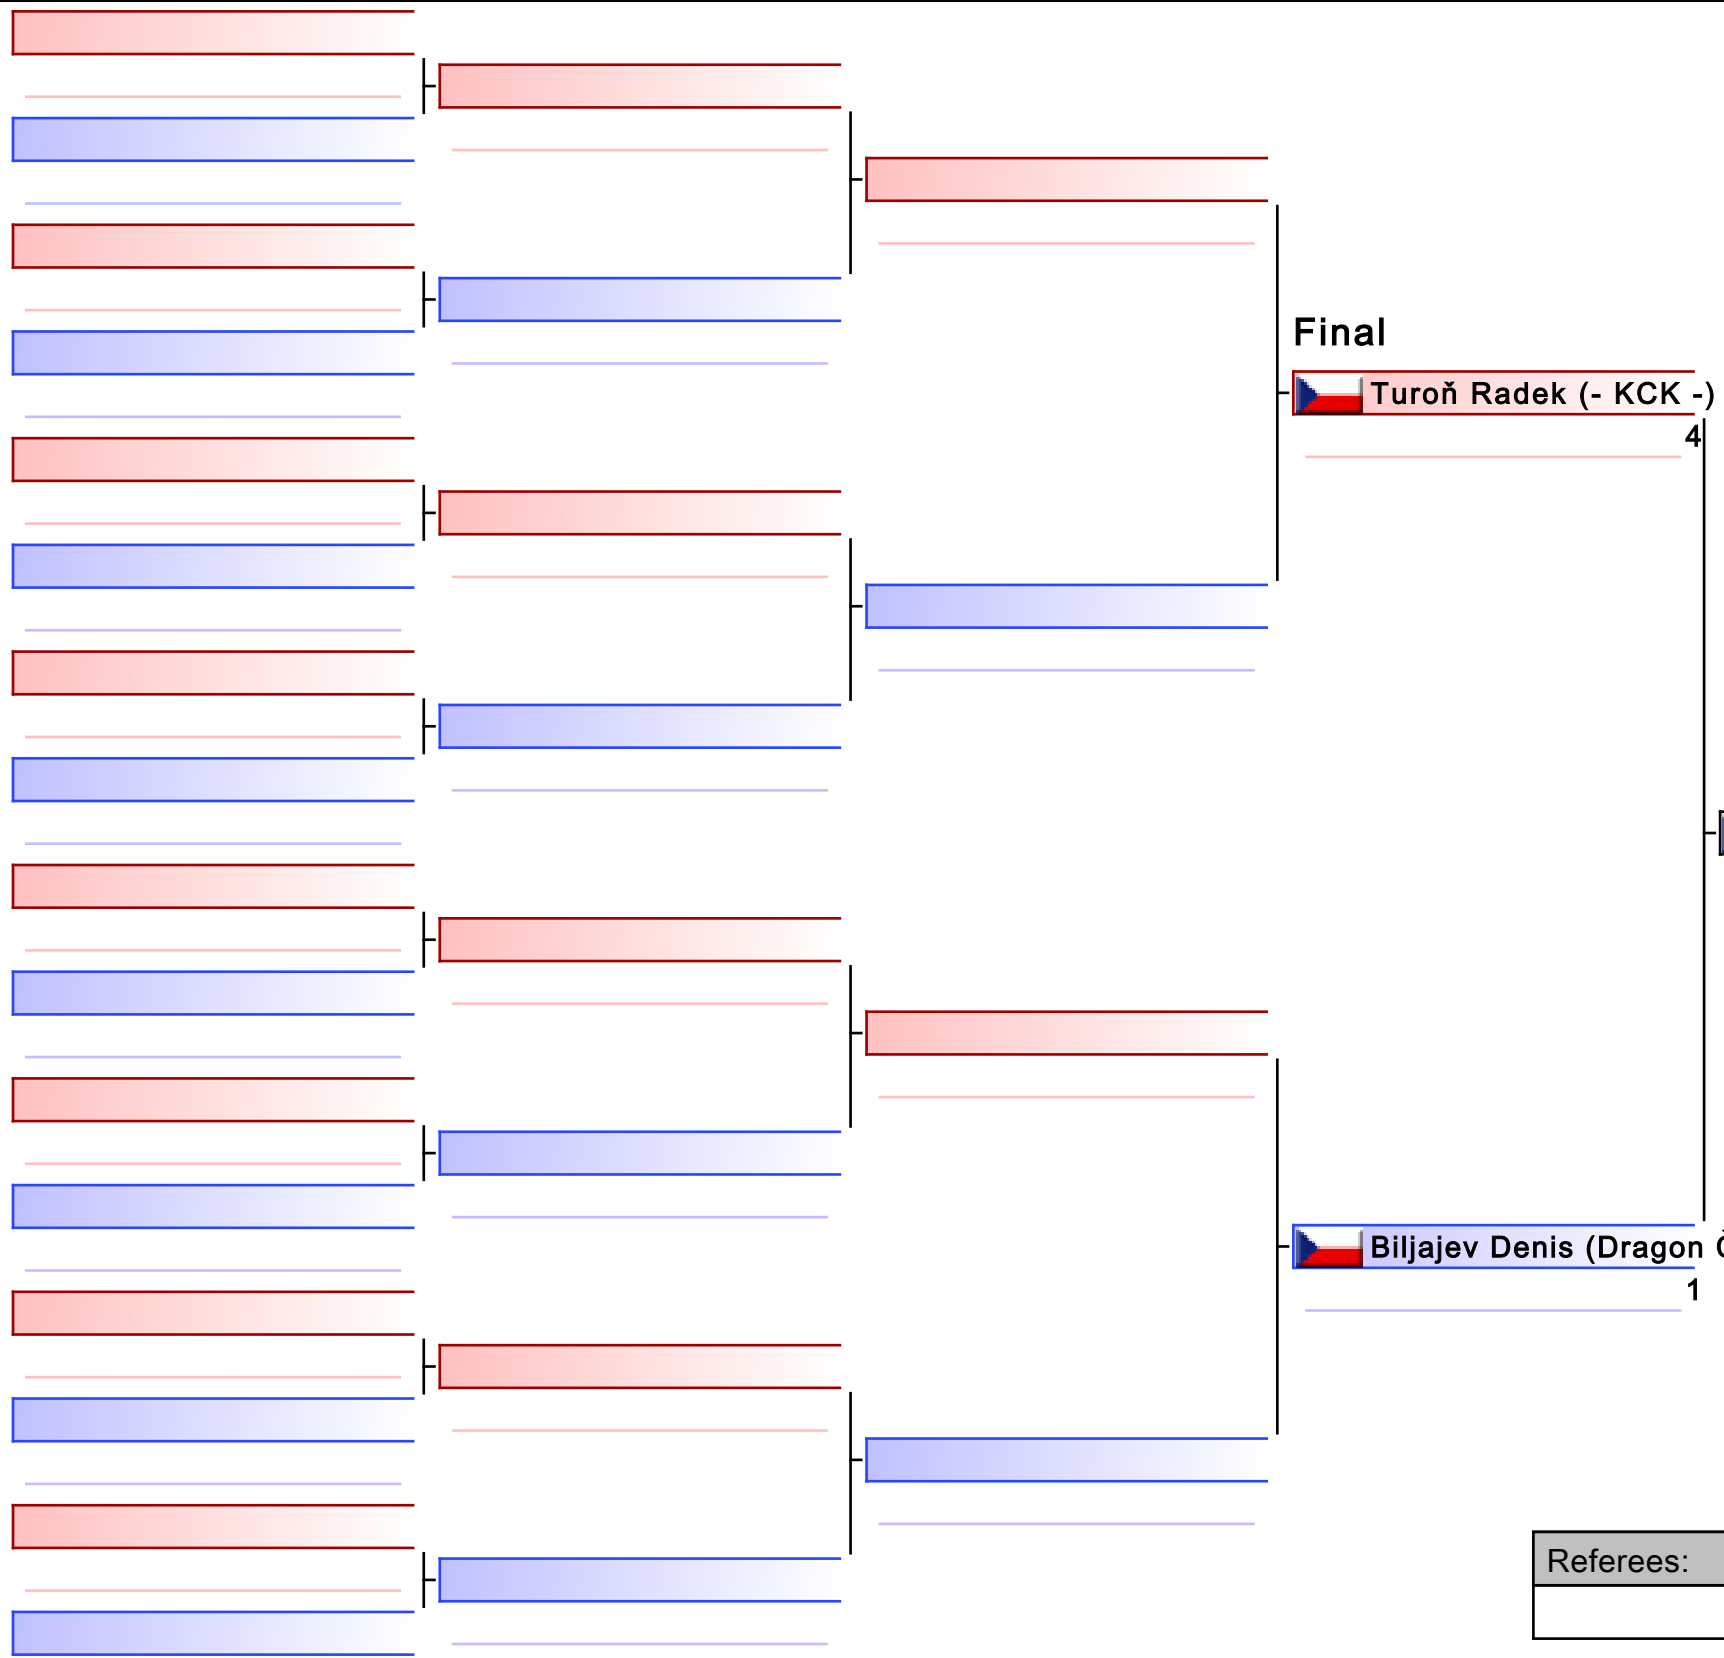 Final
Turoň Radek (- KCK -)
4
Biljajev Denis (Dragon
1
Referees: